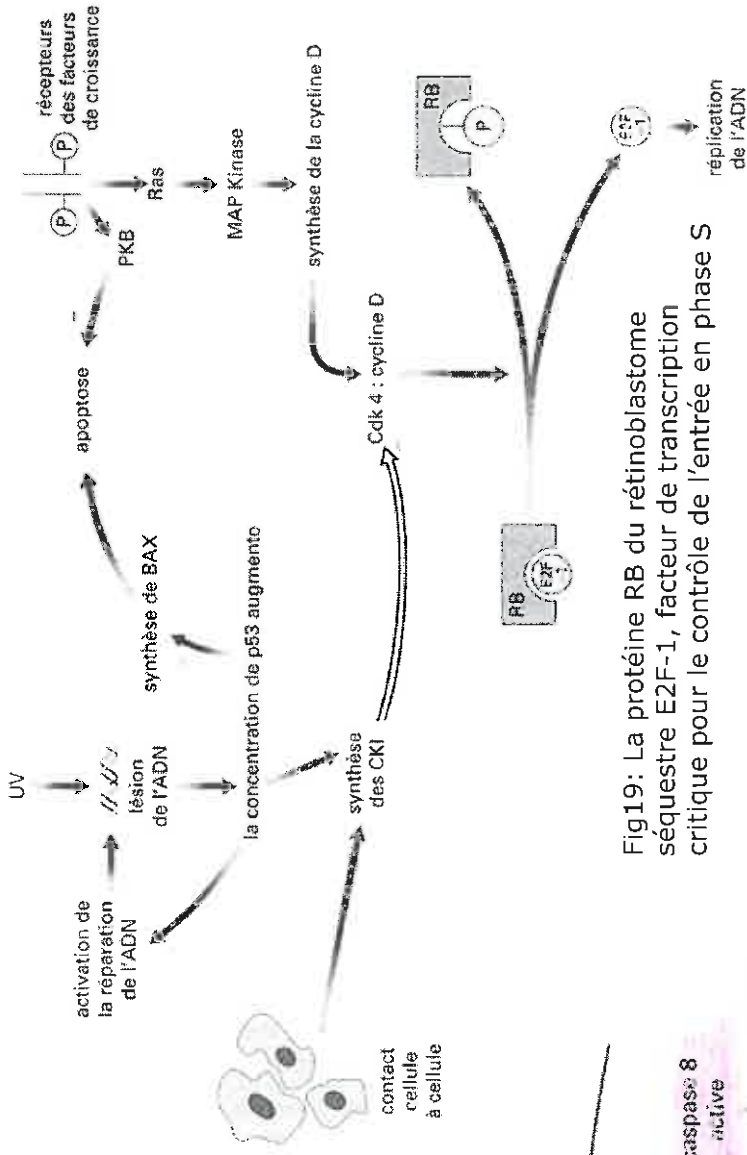 UV
activation de
la réparation
de l'ADN
lésion
de l'ADN
synthèse de BAX
apoptose
–
P
P
récepteurs
des facteurs
de croissance
PKB
Ras
MAP Kinase
la concentration de p53 augmente
contact
cellule
à cellule
synthèse
des CKI
synthèse de la cycline D
Cdk 4 : cycline D
RB
E2F
1
RB
P
E2F
-1
réplication
de l'ADN
Fig19: La protéine RB du rétinoblastome
séquestre E2F-1, facteur de transcription
critique pour le contrôle de l'entrée en phase S
caspase 8
active